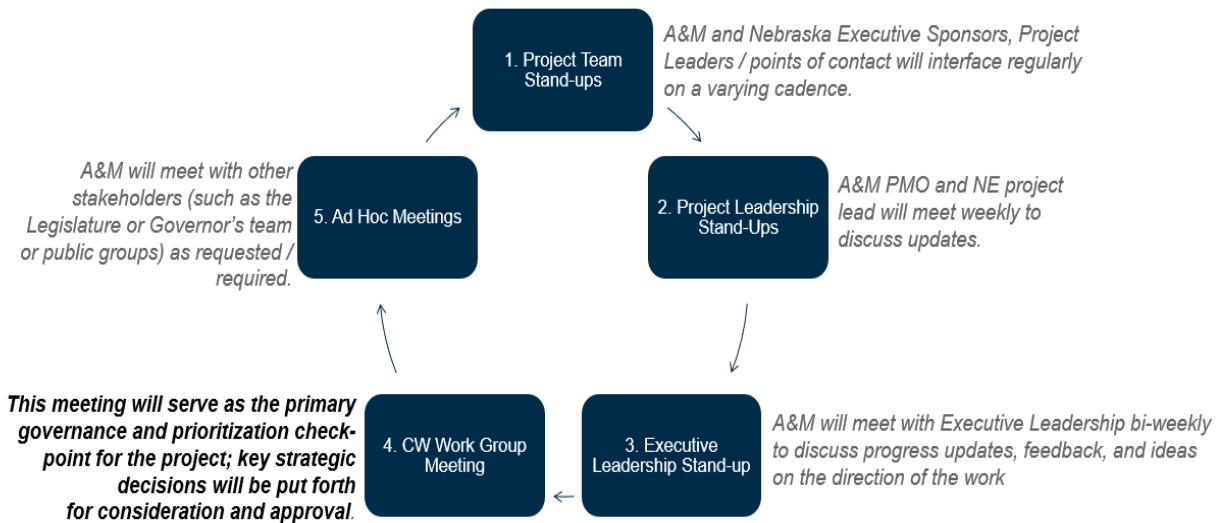 1. Project Team
Stand-ups
A&M and Nebraska Executive Sponsors, Project
Leaders / points of contact will interface regularly
on a varying cadence.
2. Project Leadership
Stand-Ups
A&M PMO and NE project
lead will meet weekly to
discuss updates.
3. Executive
Leadership Stand-up
A&M will meet with Executive Leadership bi-weekly
to discuss progress updates, feedback, and ideas
on the direction of the work
4. CW Work Group
Meeting
This meeting will serve as the primary
governance and prioritization check-
point for the project; key strategic
decisions will be put forth
for consideration and approval.
5. Ad Hoc Meetings
A&M will meet with other
stakeholders (such as the
Legislature or Governor's team
or public groups) as requested /
required.